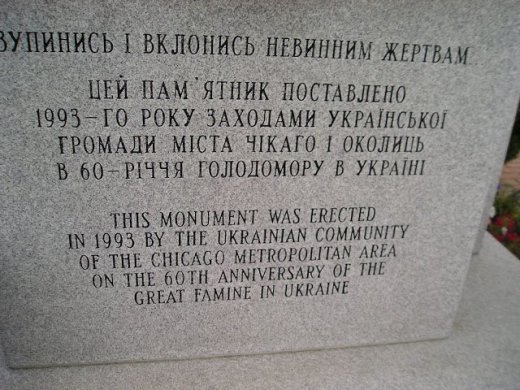 ЗУПИНИСЬ І ВКЛОНИСЬ НЕВИННИМ ЖЕРТВАМ
ЦЕЙ ПАМ'ЯТНИК ПОСТАВЛЕНО
1993-ГО РОКУ ЗАХОДАМИ УКРАЇНСЬКОЇ
ГРОМАДИ МІСТА ЧІКАГО І ОКОЛИЦЬ
В 60-РІЧЧЯ ГОЛОДОМОРУ В УКРАЇНІ
THIS MONUMENT WAS ERECTED
IN 1993 BY THE UKRAINIAN COMMUNITY
OF THE CHICAGO METROPOLITAN AREA
ON THE 60TH ANNIVERSARY OF THE
GREAT FAMINE IN UKRAINE